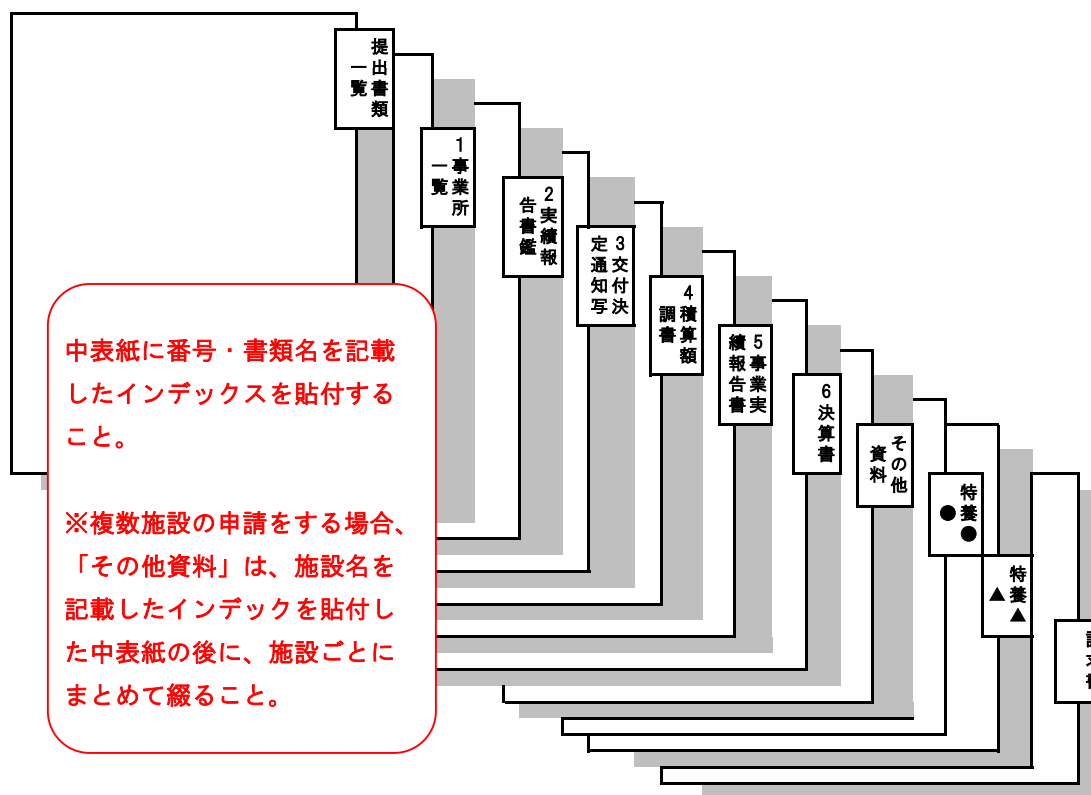 提出書類
一覧
1事業所
一覧
2実績報
告書鑑
3交付決
定通知写
4積算額
調書
5事業実
績報告書
6決算書
その他
資料
特養●
●
特養▲
▲
中表紙に番号・書類名を記載
したインデックスを貼付する
こと。
※複数施設の申請をする場合、
「その他資料」は、施設名を
記載したインデックを貼付し
た中表紙の後に、施設ごとに
まとめて綴ること。